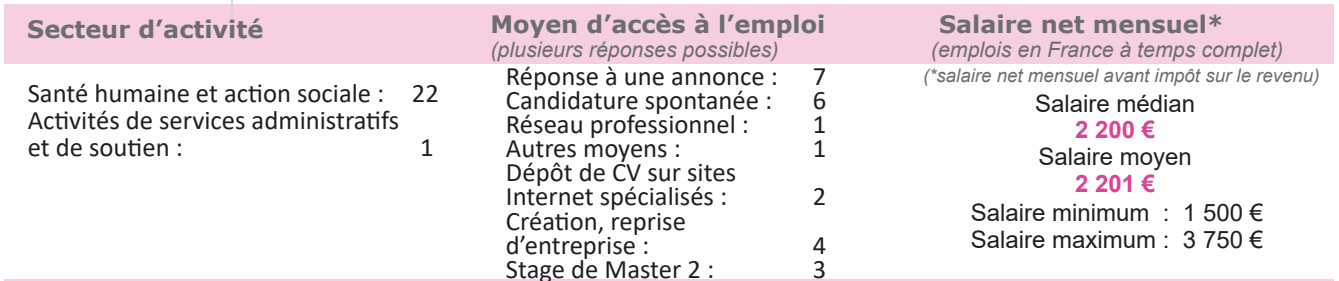 Secteur d’activité
Santé humaine et action sociale : 22
Activités de services administratifs
et de soutien : 1
Moyen d’accès à l’emploi
(plusieurs réponses possibles)
Réponse à une annonce : 7
Candidature spontanée : 6
Réseau professionnel : 1
Autres moyens : 1
Dépôt de CV sur sites
Internet spécialisés : 2
Création, reprise
d’entreprise : 4
Stage de Master 2 : 3
Salaire net mensuel*
(emplois en France à temps complet)
(*salaire net mensuel avant impôt sur le revenu)
Salaire médian
2 200 €
Salaire moyen
2 201 €
Salaire minimum : 1 500 €
Salaire maximum : 3 750 €